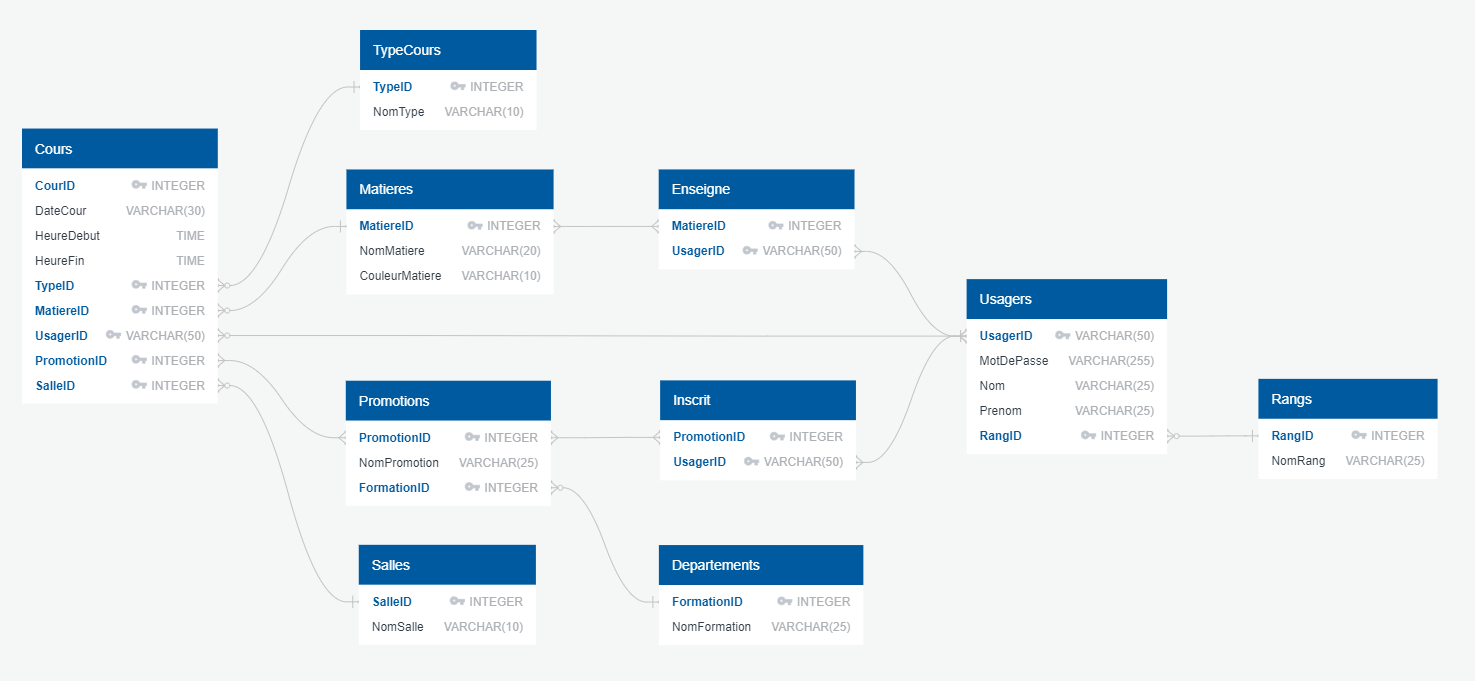 TypeCours
TypeID INTEGER
NomType VARCHAR(10)
Cours
CourID INTEGER
DateCour VARCHAR(30)
HeureDebut TIME
HeureFin TIME
TypeID INTEGER
MatiereID INTEGER
UsagerID VARCHAR(50)
PromotionID INTEGER
SalleID INTEGER
Matieres
MatiereID INTEGER
NomMatiere VARCHAR(20)
CouleurMatiere VARCHAR(10)
Enseigne
MatiereID INTEGER
UsagerID VARCHAR(50)
Usagers
UsagerID VARCHAR(50)
MotDePasse VARCHAR(255)
Nom VARCHAR(25)
Prenom VARCHAR(25)
RangID INTEGER
Promotions
PromotionID INTEGER
NomPromotion VARCHAR(25)
FormationID INTEGER
Inscrit
PromotionID INTEGER
UsagerID VARCHAR(50)
Rangs
RangID INTEGER
NomRang VARCHAR(25)
Salles
SalleID INTEGER
NomSalle VARCHAR(10)
Departements
FormationID INTEGER
NomFormation VARCHAR(25)